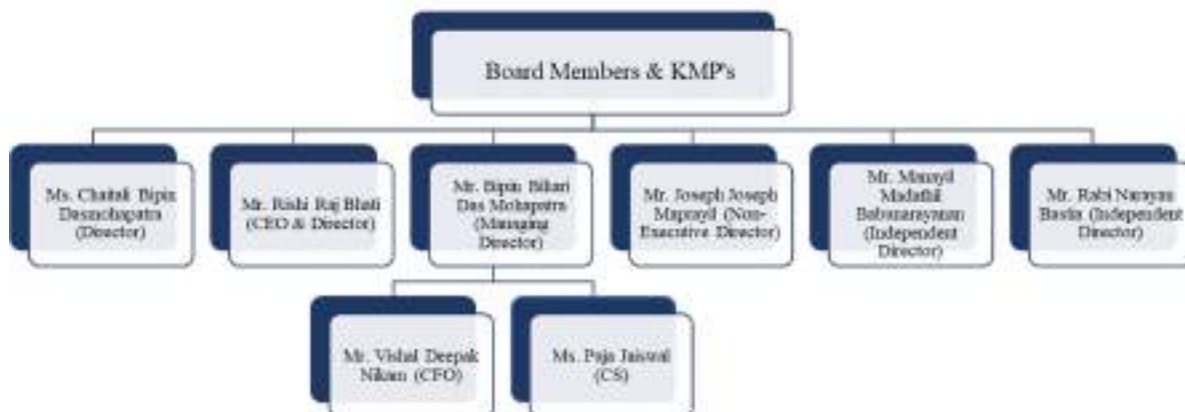 Board Members & KMP's
Ms. Chaitali Bipin
Dasmohapatra
(Director)
Mr. Rishi Raj Bhati
(CEO & Director)
Mr. Bipin Bihari
Das Mohapatra
(Managing
Director)
Mr. Joseph Joseph
Maprayil (Non-
Executive Director)
Mr. Manayil
Madathil
Babunarayanan
(Independent
Director)
Mr. Rabi Narayan
Bastia (Independent
Director)
Mr. Vishal Deepak
Nikam (CFO)
Ms. Puja Jaiswal
(CS)